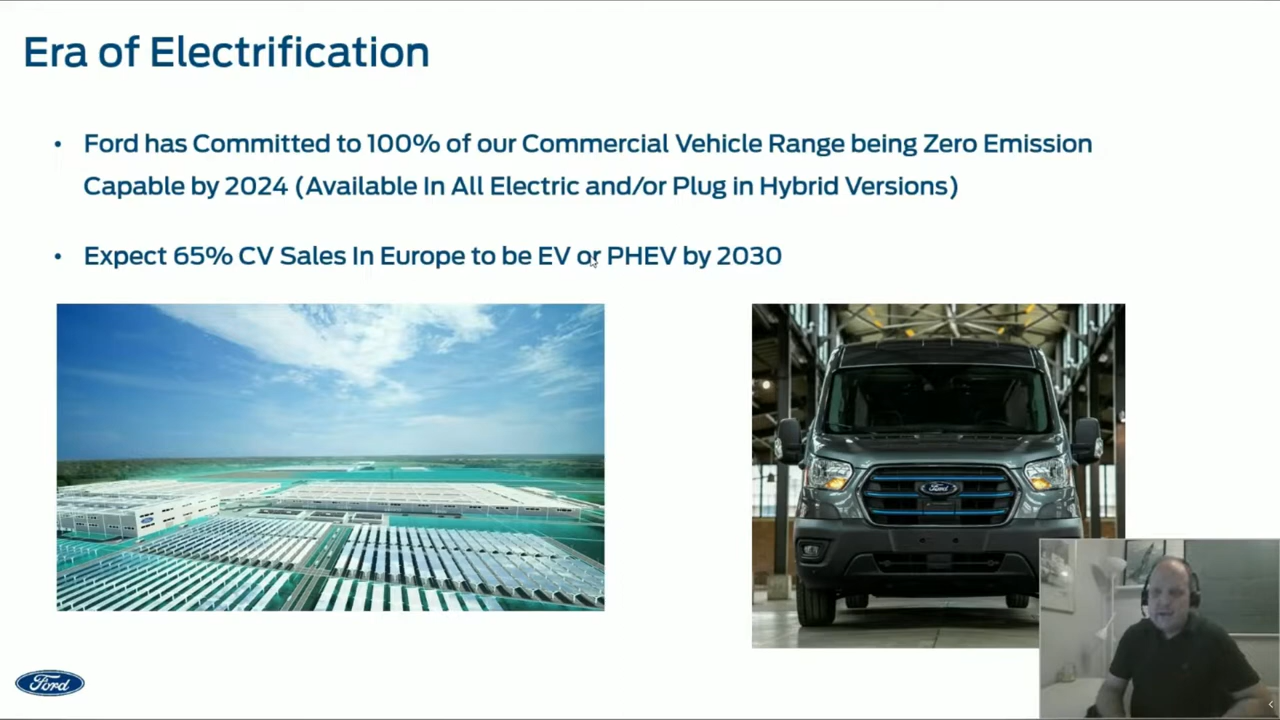 Era of Electrification
• Ford has Committed to 100% of our Commercial Vehicle Range being Zero Emission
Capable by 2024 (Available In All Electric and/or Plug in Hybrid Versions)
• Expect 65% CV Sales In Europe to be EV or PHEV by 2030
Ford
Ford